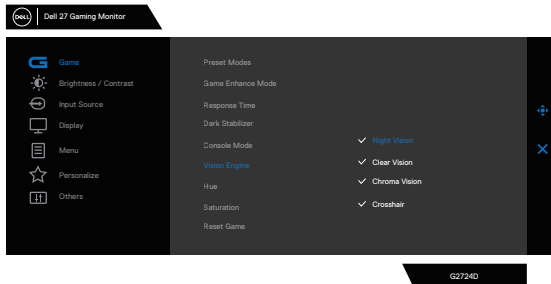 DELL
Dell 27 Gaming Monitor
Game
Brightness / Contrast
Input Source
Display
Menu
Personalize
Others
Preset Modes
Game Enhance Mode
Response Time
Dark Stabilizer
Console Mode
Vision Engine
Hue
Saturation
Reset Game
Night Vision
Clear Vision
Chroma Vision
Crosshair
G2724D